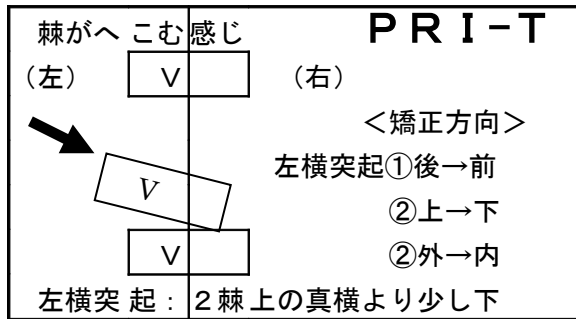 棘がへこむ感じ PRI-T
(左) V (右)
<矯正方向>
左横突起①後→前
V
②上→下
V ②外→内
左横突起:2棘上の真横より少し下